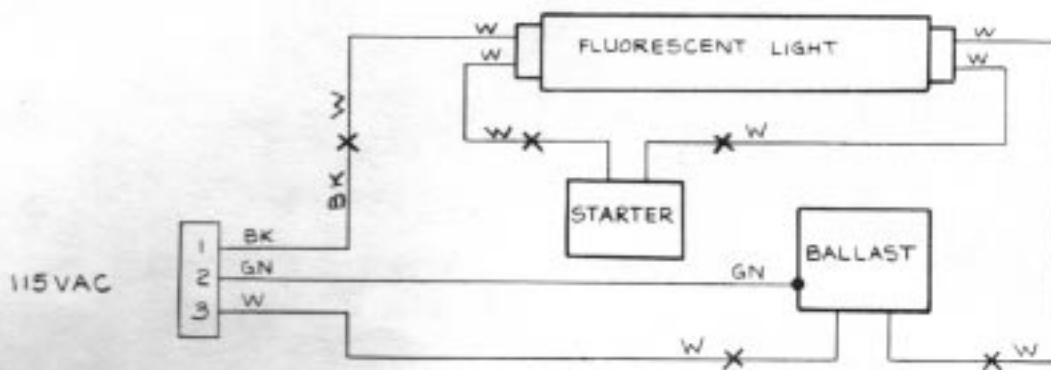 W
W
FLUORESCENT LIGHT
W
W
W
W
W
BK
STARTER
BALLAST
115VAC
1
BK
2
GN
GN
3
W
W
W